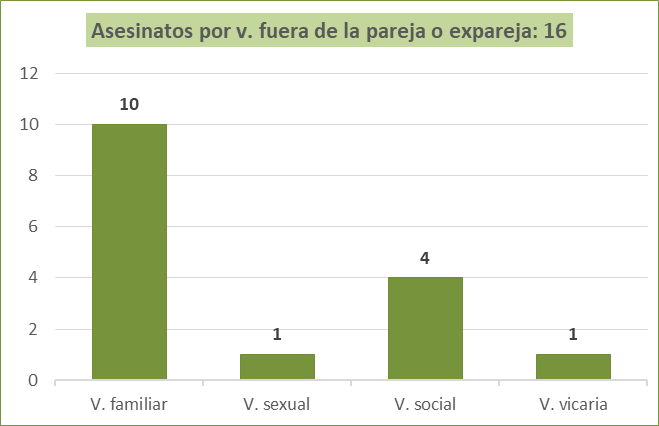 Asesinatos por v. fuera de la pareja o expareja: 16
12
10
8
6
4
2
0
10
1
4
1
V. familiar
V. sexual
V. social
V. vicaria